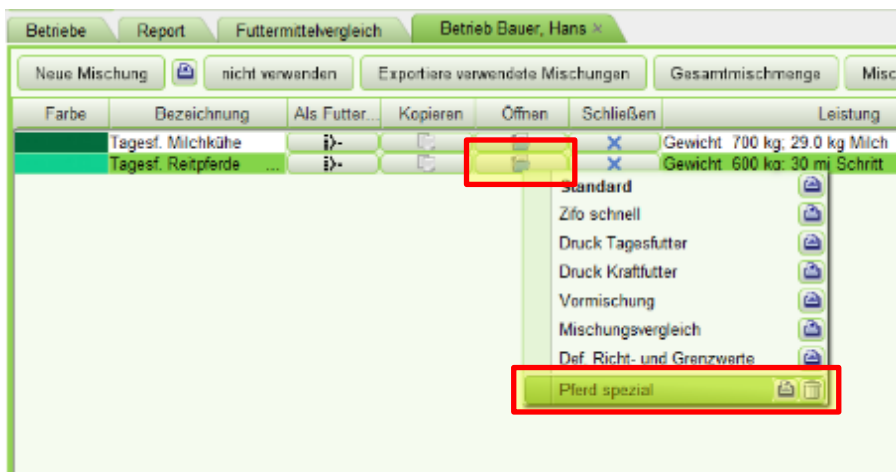 Betriebe Report Futtermittelvergleich Betrieb Bauer, Hans ×
Neue Mischung nicht verwenden Exportiere verwendete Mischungen Gesamtmischmenge Misc
Farbe Bezeichnung Als Futter... Kopieren Öffnen Schließen Leistung
Tagesf. Milchkühe Gewicht 700 kg; 29.0 kg Milch
Tagesf. Reitpferde ... Gewicht 600 kg; 30 mi Schritt
Standard
Zifo schnell
Druck Tagesfutter
Druck Kraftfutter
Vormischung
Mischungsvergleich
Def. Richt- und Grenzwerte
Pferd spezial